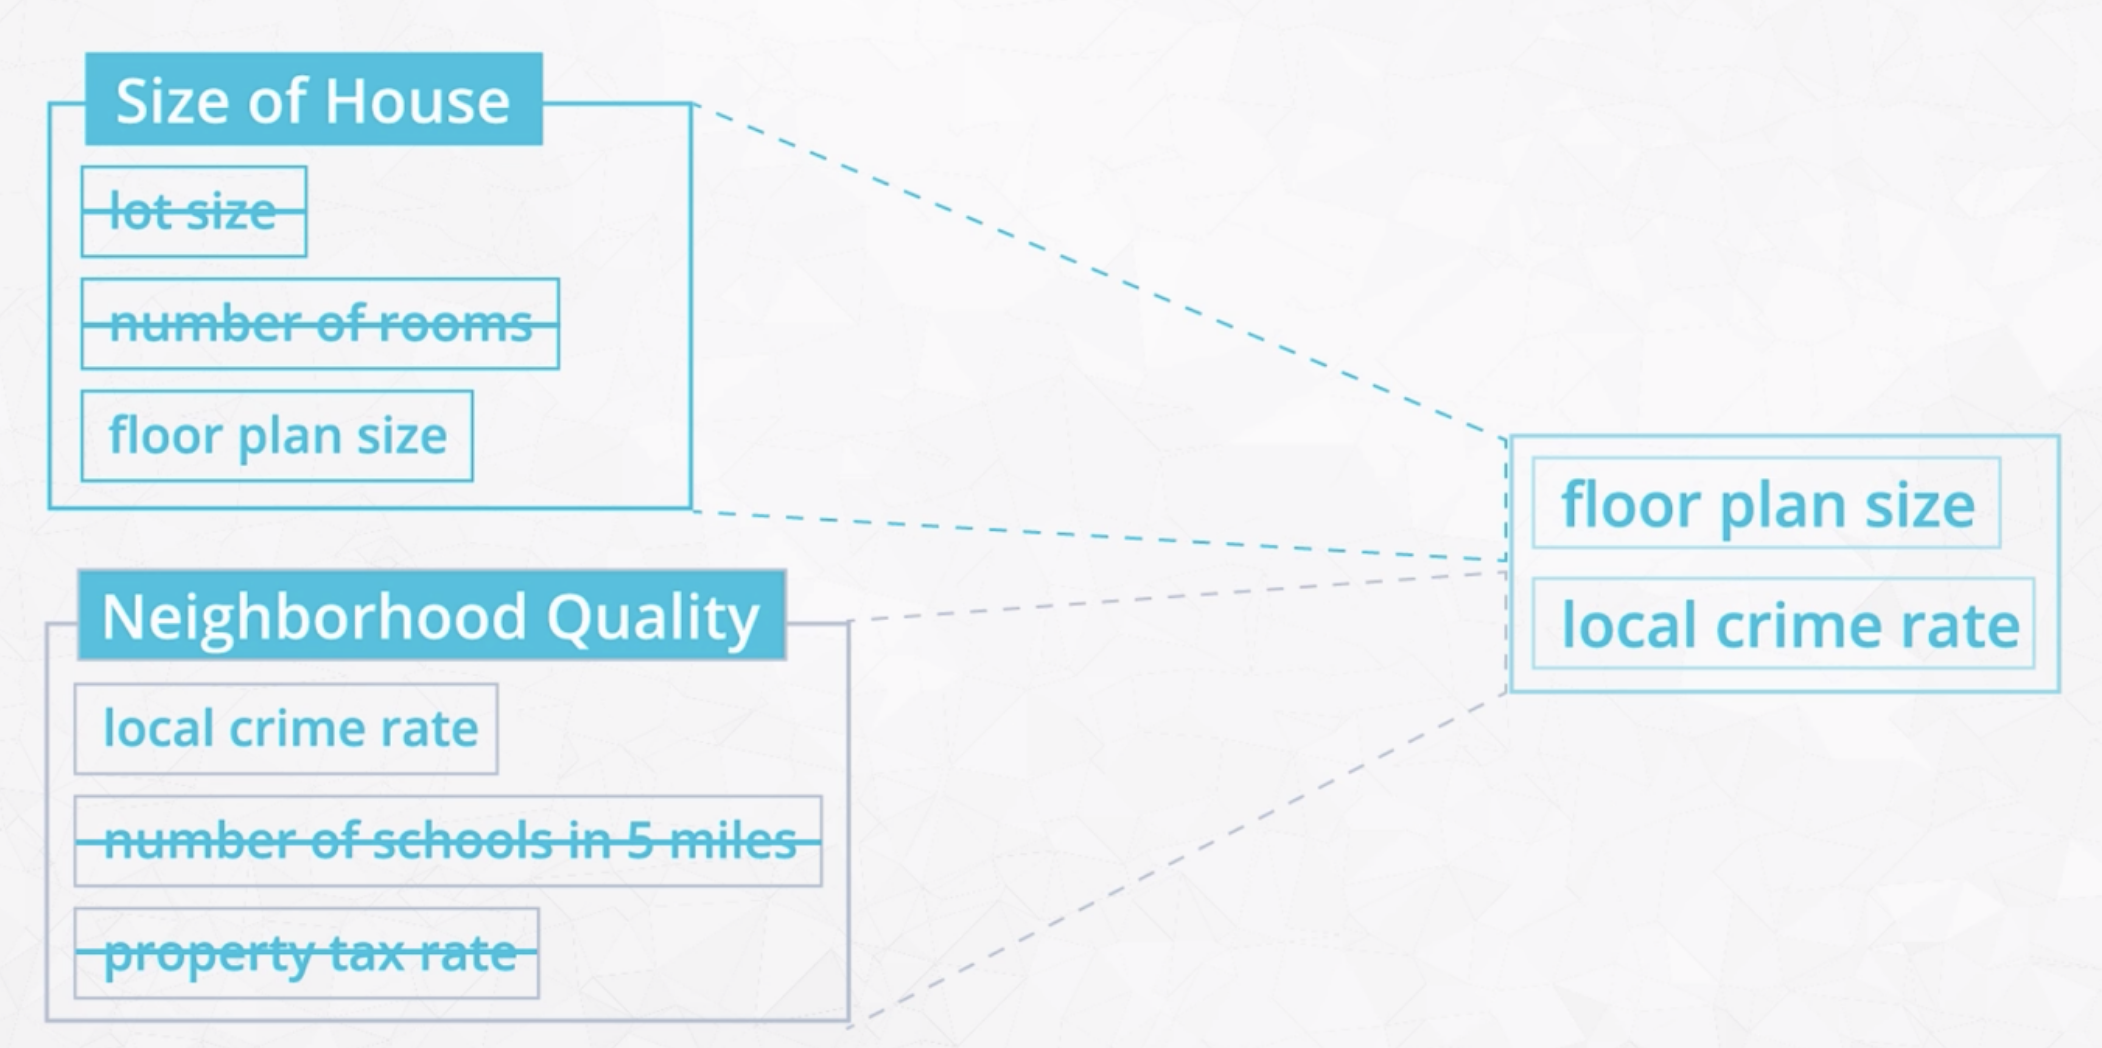 Size of House
lot size
number of rooms
floor plan size
Neighborhood Quality
local crime rate
number of schools in 5 miles
property tax rate
floor plan size
local crime rate